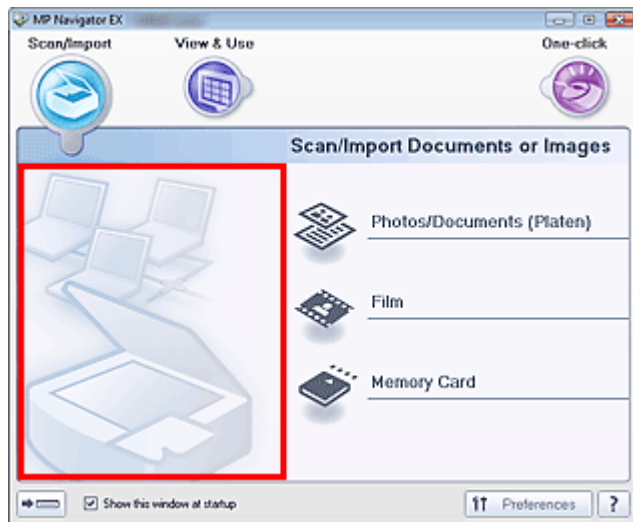 MP Navigator EX
Scan/Import
View & Use
One-click
Scan/Import Documents or Images
Photos/Documents (Platen)
Film
Memory Card
Show this window at startup
Preferences
?